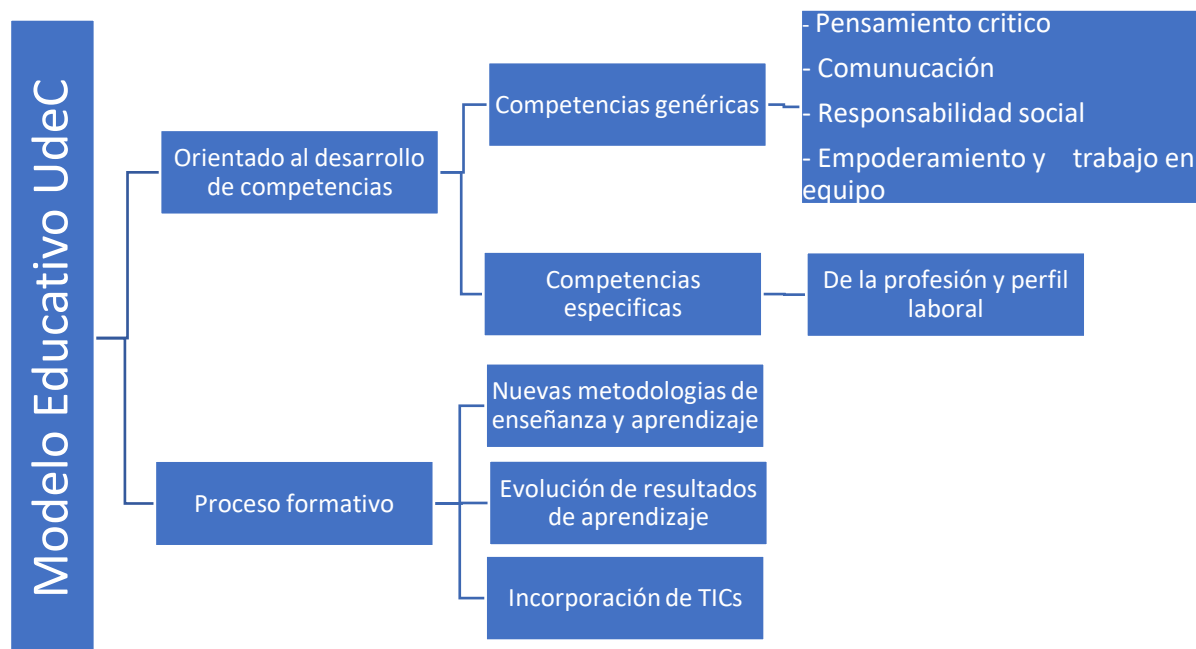 Modelo Educativo UdeC
Orientado al desarrollo
de competencias
Competencias genéricas
- Pensamiento critico
- Comunucación
- Responsabilidad social
- Empoderamiento y trabajo en
equipo
Competencias
especificas
De la profesión y perfil
laboral
Proceso formativo
Nuevas metodologias de
enseñanza y aprendizaje
Evolución de resultados
de aprendizaje
Incorporación de TICs